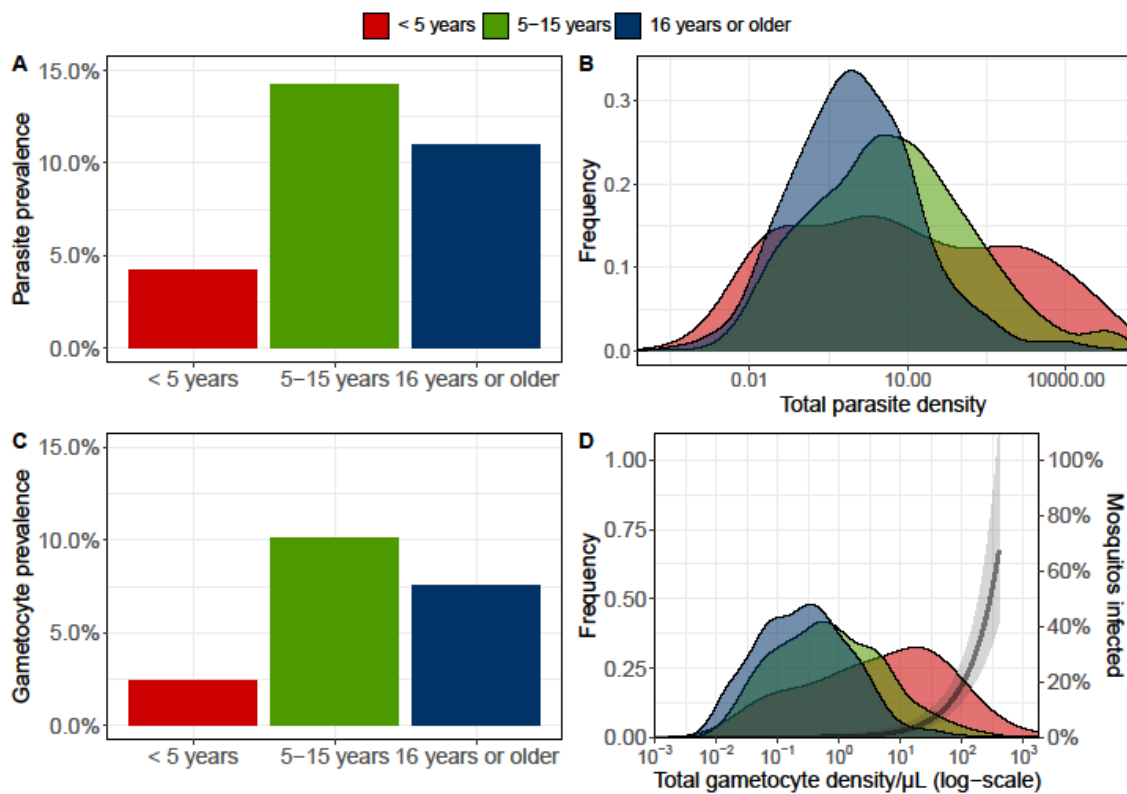 < 5 years 5−15 years 16 years or older
A
Parasite prevalence
15.0%
10.0%
5.0%
0.0%
< 5 years 5−15 years 16 years or older
B
Frequency
0.3
0.2
0.1
0.0
0.01 10.00 10000.00
Total parasite density
C
Gametocyte prevalence
15.0%
10.0%
5.0%
0.0%
< 5 years 5−15 years 16 years or older
D
Frequency
1.00
0.75
0.50
0.25
0.00
100%
80%
60%
40%
20%
0%
Mosquitos infected
10⁻³ 10⁻² 10⁻¹ 10⁰ 10¹ 10² 10³
Total gametocyte density/µL (log−scale)